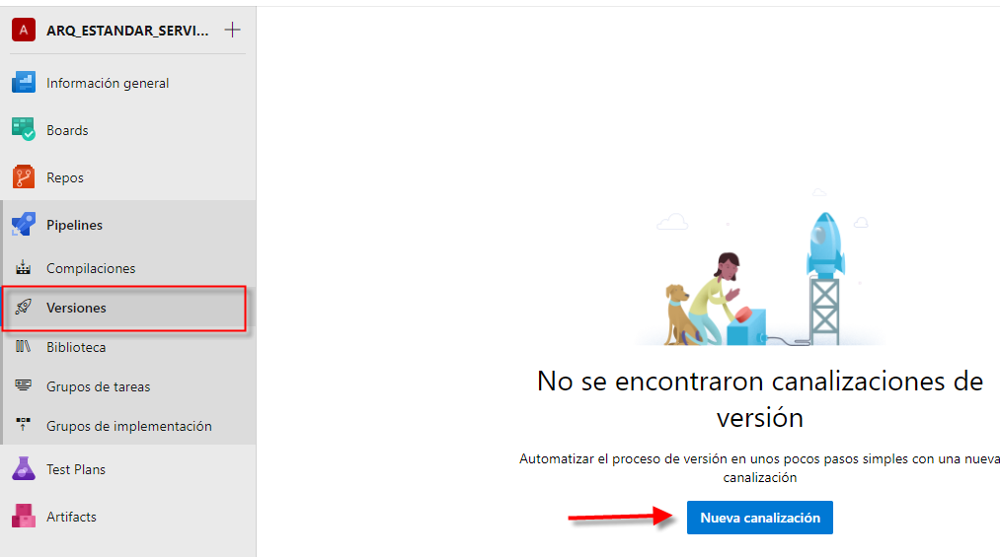 A ARQ_ESTANDAR_SERVI... +
Información general
Boards
Repos
Pipelines
Compilaciones
Versiones
Biblioteca
Grupos de tareas
Grupos de implementación
Test Plans
Artifacts
No se encontraron canalizaciones de
versión
Automatizar el proceso de versión en unos pocos pasos simples con una nueva
canalización
Nueva canalización